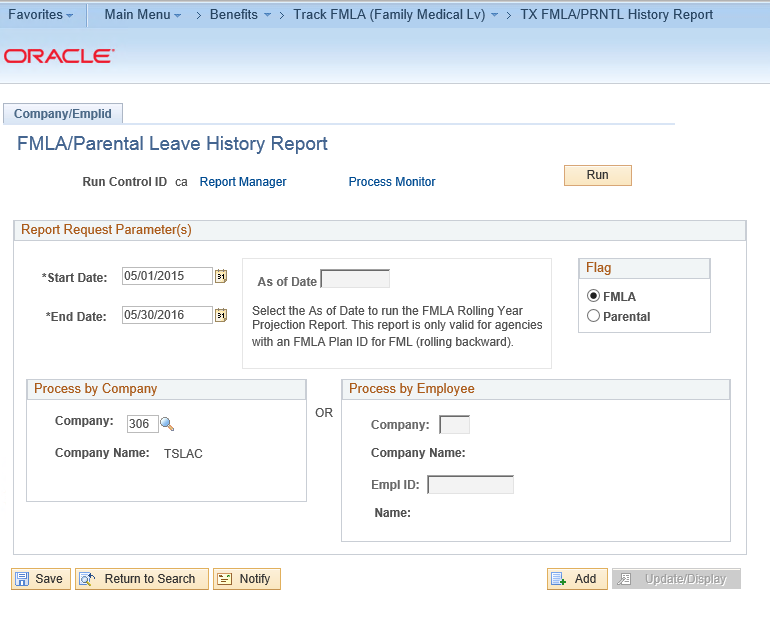 Favorites Main Menu > Benefits > Track FMLA (Family Medical Lv) > TX FMLA/PRNTL History Report
ORACLE
Company/Emplid
FMLA/Parental Leave History Report
Run Control ID ca Report Manager Process Monitor Run
Report Request Parameter(s)
*Start Date: 05/01/2015 31
*End Date: 05/30/2016 31
As of Date
Select the As of Date to run the FMLA Rolling Year
Projection Report. This report is only valid for agencies
with an FMLA Plan ID for FML (rolling backward).
Flag
FMLA
Parental
Process by Company
Company: 306
Company Name: TSLAC
OR
Process by Employee
Company:
Company Name:
Empl ID:
Name:
Save Return to Search Notify Add Update/Display